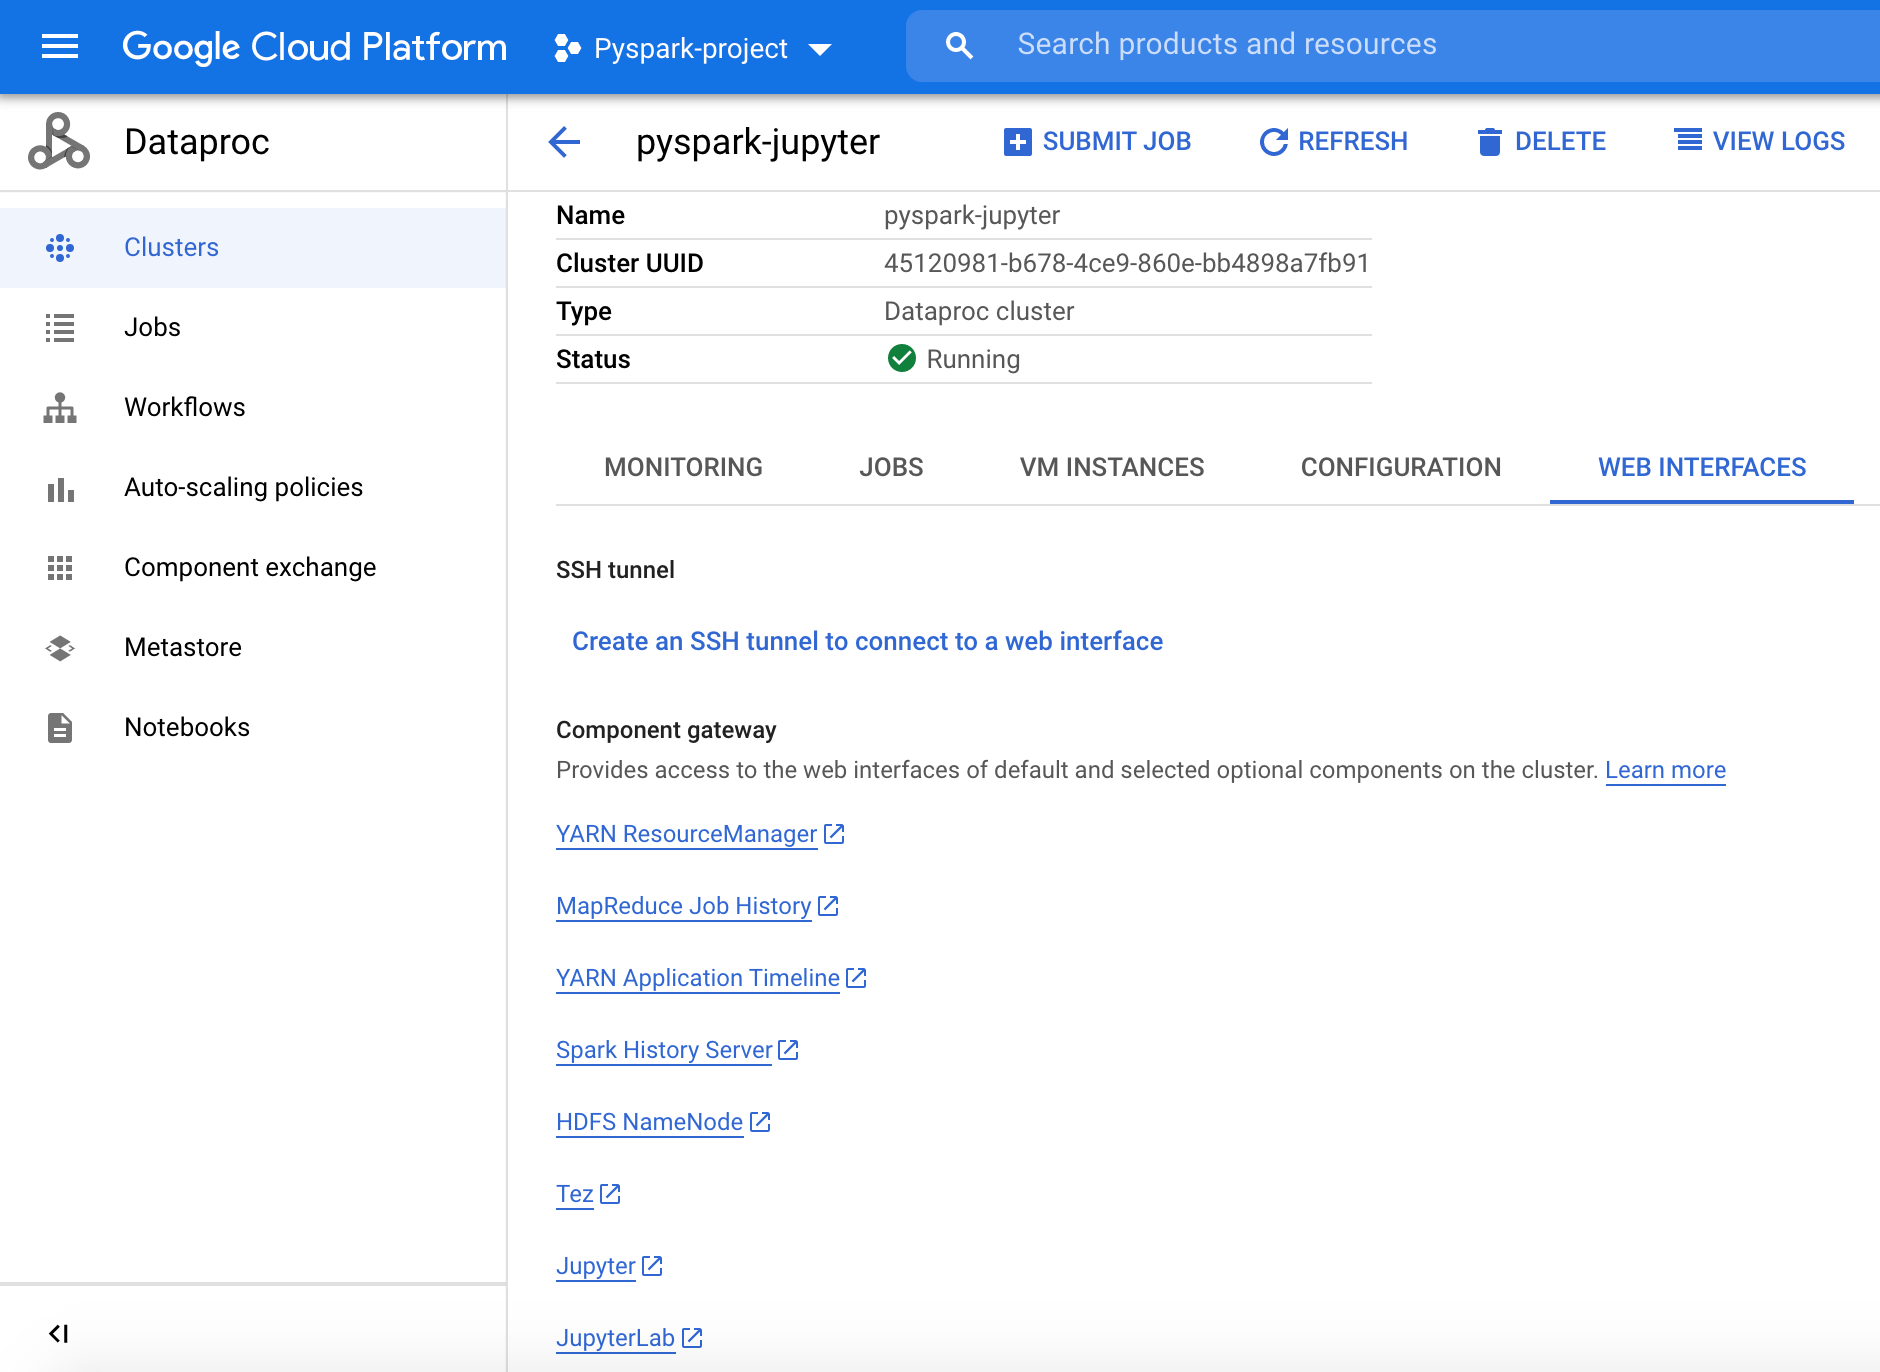 Google Cloud Platform
Pyspark-project
Search products and resources
Dataproc
pyspark-jupyter
SUBMIT JOB
REFRESH
DELETE
VIEW LOGS
Clusters
Jobs
Workflows
Auto-scaling policies
Component exchange
Metastore
Notebooks
Name pyspark-jupyter
Cluster UUID 45120981-b678-4ce9-860e-bb4898a7fb91
Type Dataproc cluster
Status Running
MONITORING
JOBS
VM INSTANCES
CONFIGURATION
WEB INTERFACES
SSH tunnel
Create an SSH tunnel to connect to a web interface
Component gateway
Provides access to the web interfaces of default and selected optional components on the cluster. Learn more
YARN ResourceManager
MapReduce Job History
YARN Application Timeline
Spark History Server
HDFS NameNode
Tez
Jupyter
JupyterLab